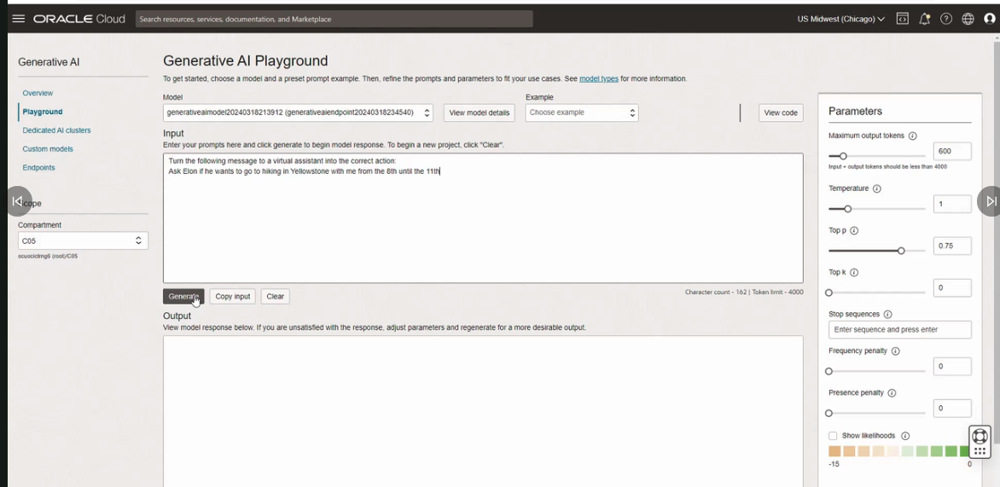 ORACLE Cloud
Search resources, services, documentation, and Marketplace
US Midwest (Chicago)
Generative AI
Overview
Playground
Dedicated AI clusters
Custom models
Endpoints
cope
Compartment
C05
ocuocictrng6 (root)/C05
Generative AI Playground
To get started, choose a model and a preset prompt example. Then, refine the prompts and parameters to fit your use cases. See model types for more information.
Model
generativeaimodel20240318213912 (generativeaiendpoint20240318234540)
View model details
Example
Choose example
View code
Input
Enter your prompts here and click generate to begin model response. To begin a new project, click "Clear".
Turn the following message to a virtual assistant into the correct action:
Ask Elon if he wants to go to hiking in Yellowstone with me from the 8th until the 11th
Generate
Copy input
Clear
Character count - 162 | Token limit - 4000
Output
View model response below. If you are unsatisfied with the response, adjust parameters and regenerate for a more desirable output.
Parameters
Maximum output tokens
600
Input + output tokens should be less than 4000
Temperature
1
Top p
0.75
Top k
0
Stop sequences
Enter sequence and press enter
Frequency penalty
0
Presence penalty
0
Show likelihoods
-15
0